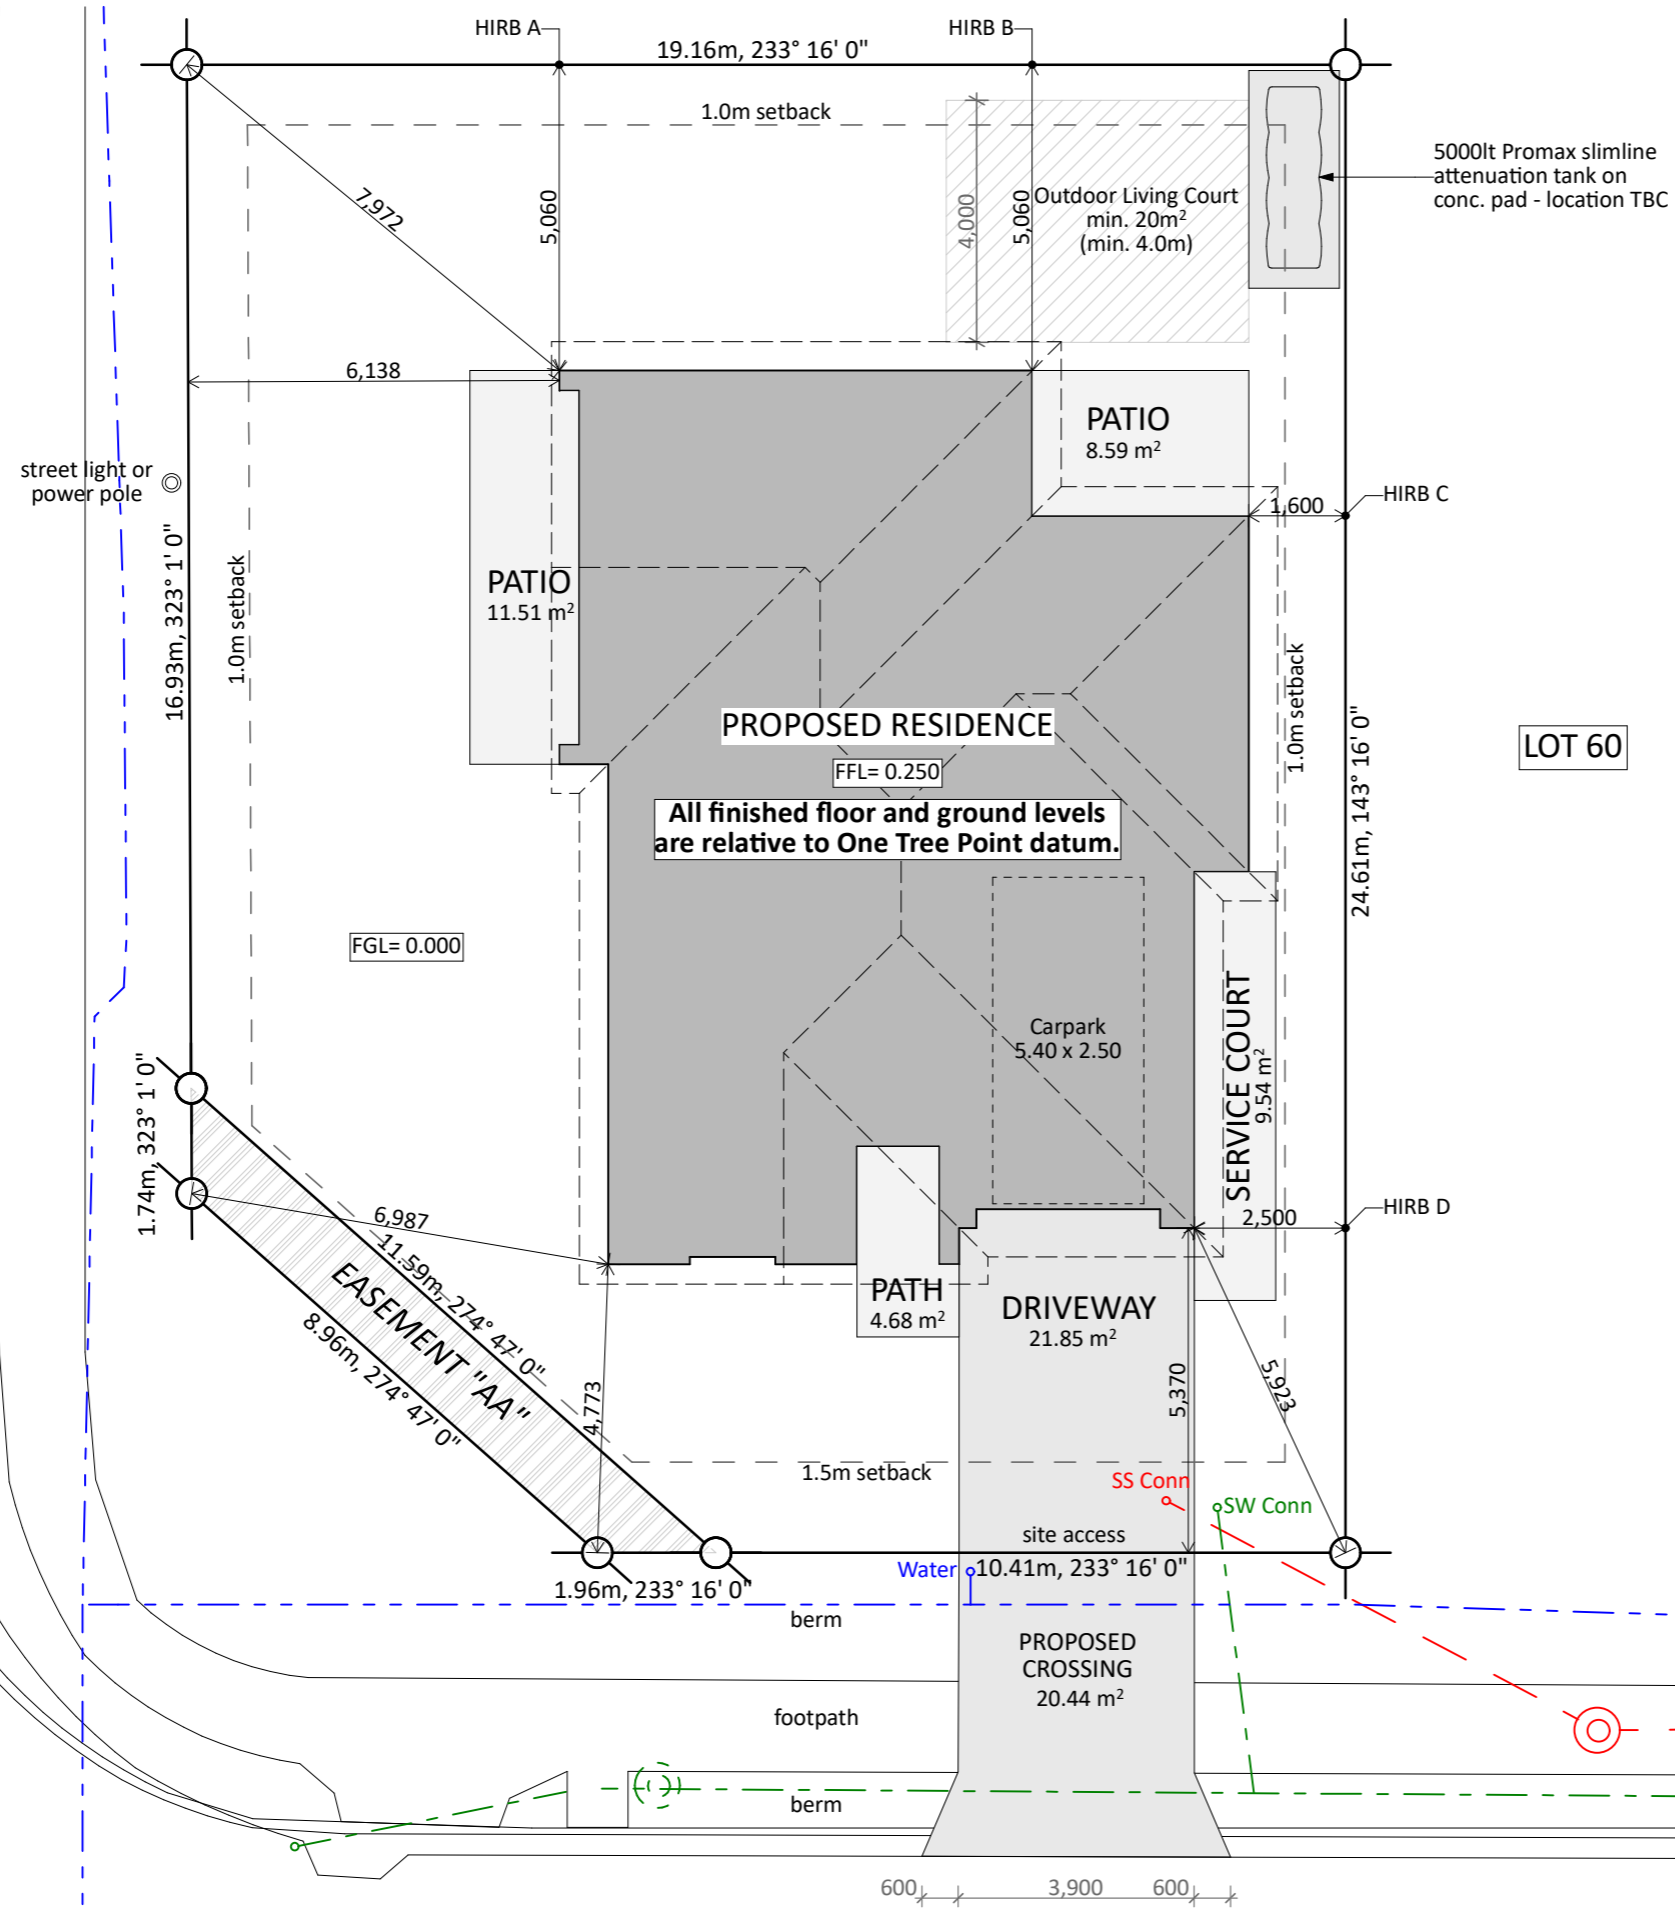 HIRB A
HIRB B
19.16m, 233° 16' 0"
1.0m setback
5000lt Promax slimline
attenuation tank on
conc. pad - location TBC
7,972
5,060
4,000
5,060
Outdoor Living Court
min. 20m²
(min. 4.0m)
6,138
PATIO
8.59 m²
street light or
power pole
1,600
HIRB C
16.93m, 323° 1' 0"
1.0m setback
PATIO
11.51 m²
1.0m setback
PROPOSED RESIDENCE
LOT 60
FFL= 0.250
24.61m, 143° 16' 0"
All finished floor and ground levels
are relative to One Tree Point datum.
FGL= 0.000
Carpark
5.40 x 2.50
SERVICE COURT
9.54 m²
1.74m, 323° 1' 0"
6,987
2,500
HIRB D
11.59m, 274° 47' 0"
EASEMENT "AA"
8.96m, 274° 47' 0"
PATH
4.68 m²
DRIVEWAY
21.85 m²
4,773
5,370
5,923
1.5m setback
SS Conn
SW Conn
site access
Water
10.41m, 233° 16' 0"
1.96m, 233° 16' 0"
berm
PROPOSED
CROSSING
20.44 m²
footpath
berm
600
3,900
600